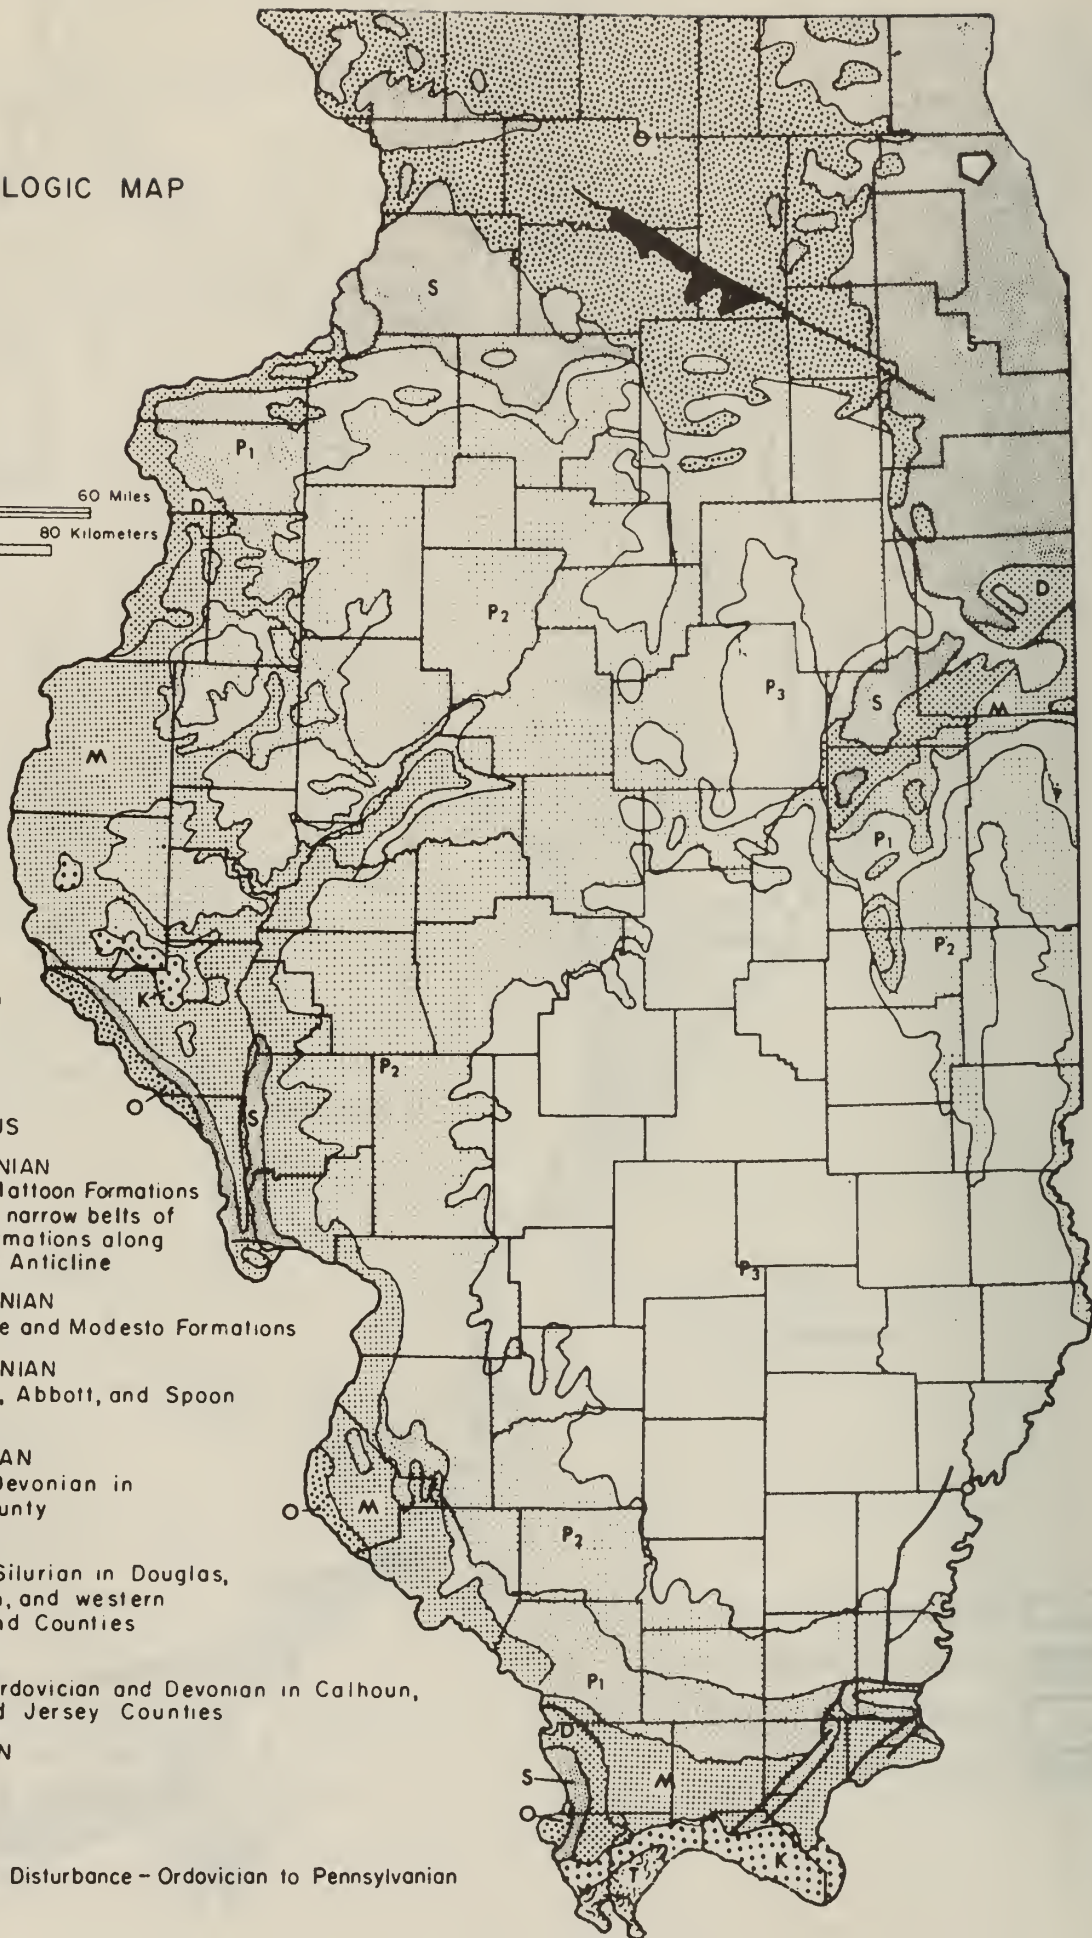 LOGIC MAP
S
S
P1
60 Miles
D
80 Kilometers
P2
D
P3
S
M
M
P1
P2
K
P2
O
S
US
NIAN
Mattoon Formations
narrow belts of
mations along
Anticline
P3
NIAN
e and Modesto Formations
NIAN
, Abbott, and Spoon
AN
Devonian in
unty
O
M
P2
Silurian in Douglas,
n, and western
nd Counties
rdovician and Devonian in Calhoun,
d Jersey Counties
P1
N
D
S
M
O
K
T
Disturbance – Ordovician to Pennsylvanian